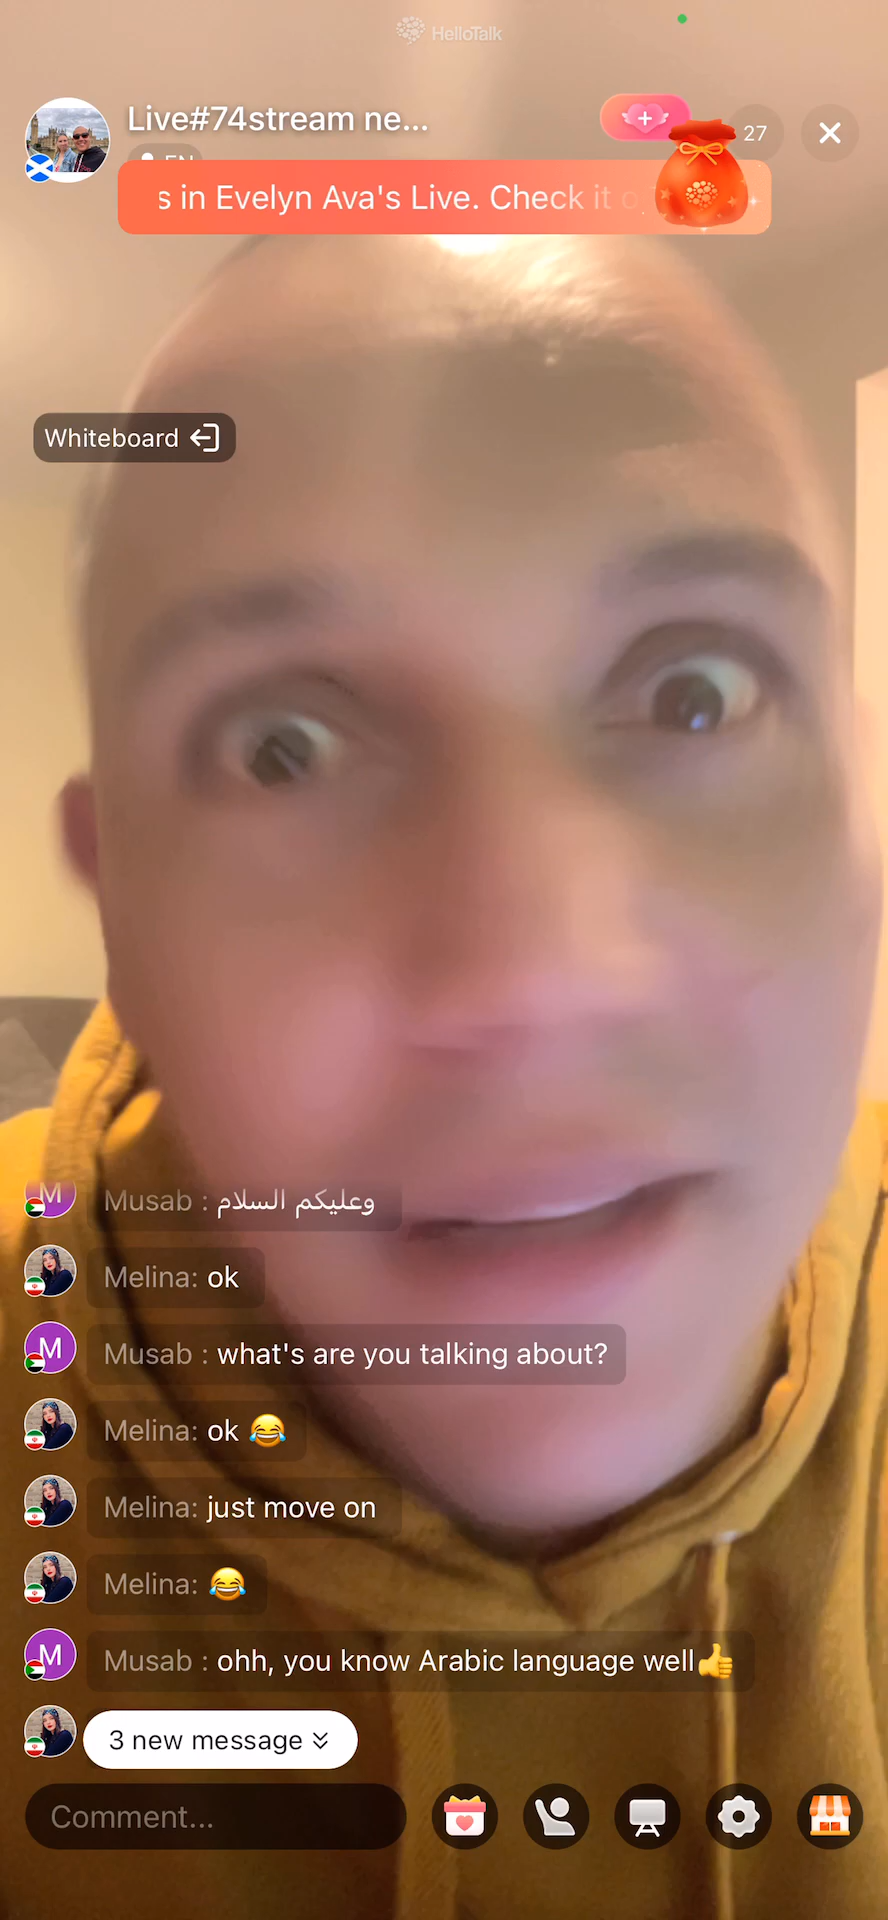 HelloTalk
Live#74stream ne...
EN
27
s in Evelyn Ava's Live. Check it o
Whiteboard
M
Musab : وعليكم السلام
Melina: ok
M
Musab : what's are you talking about?
Melina: ok 😂
Melina: just move on
Melina: 😂
M
Musab : ohh, you know Arabic language well👍
3 new message
Comment...